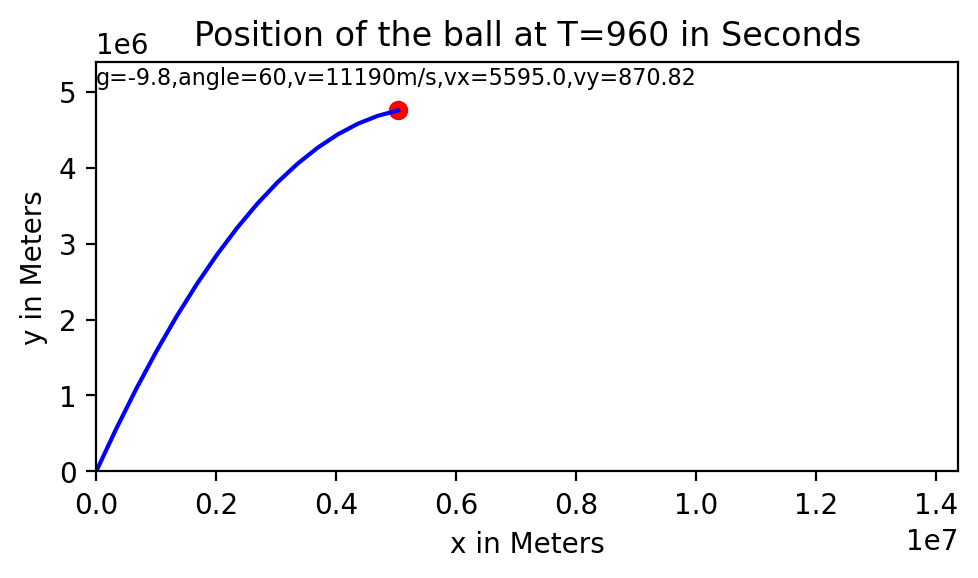 Position of the ball at T=960 in Seconds
1e6
g=-9.8,angle=60,v=11190m/s,vx=5595.0,vy=870.82
5
4
3
2
1
0
y in Meters
0.0 0.2 0.4 0.6 0.8 1.0 1.2 1.4
1e7
x in Meters